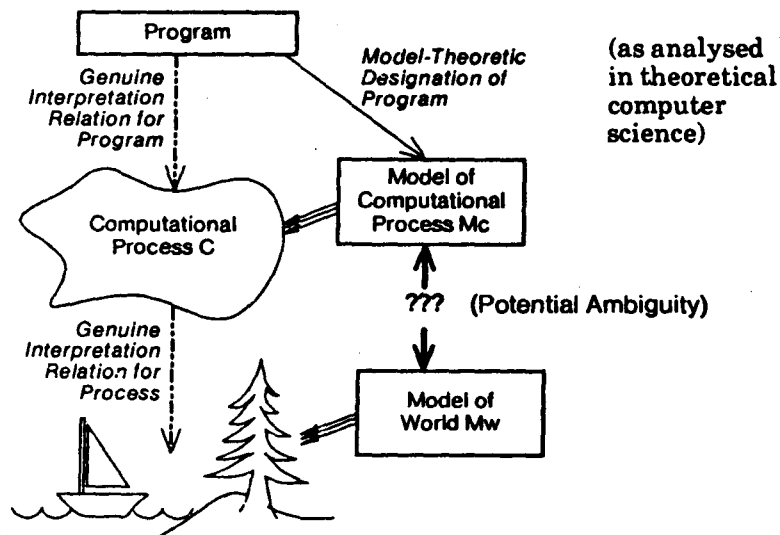 Program
Genuine
Interpretation
Relation for
Program
Model-Theoretic
Designation of
Program
(as analysed
in theoretical
computer
science)
Computational
Process C
Model of
Computational
Process Mc
??? (Potential Ambiguity)
Genuine
Interpretation
Relation for
Process
Model of
World Mw